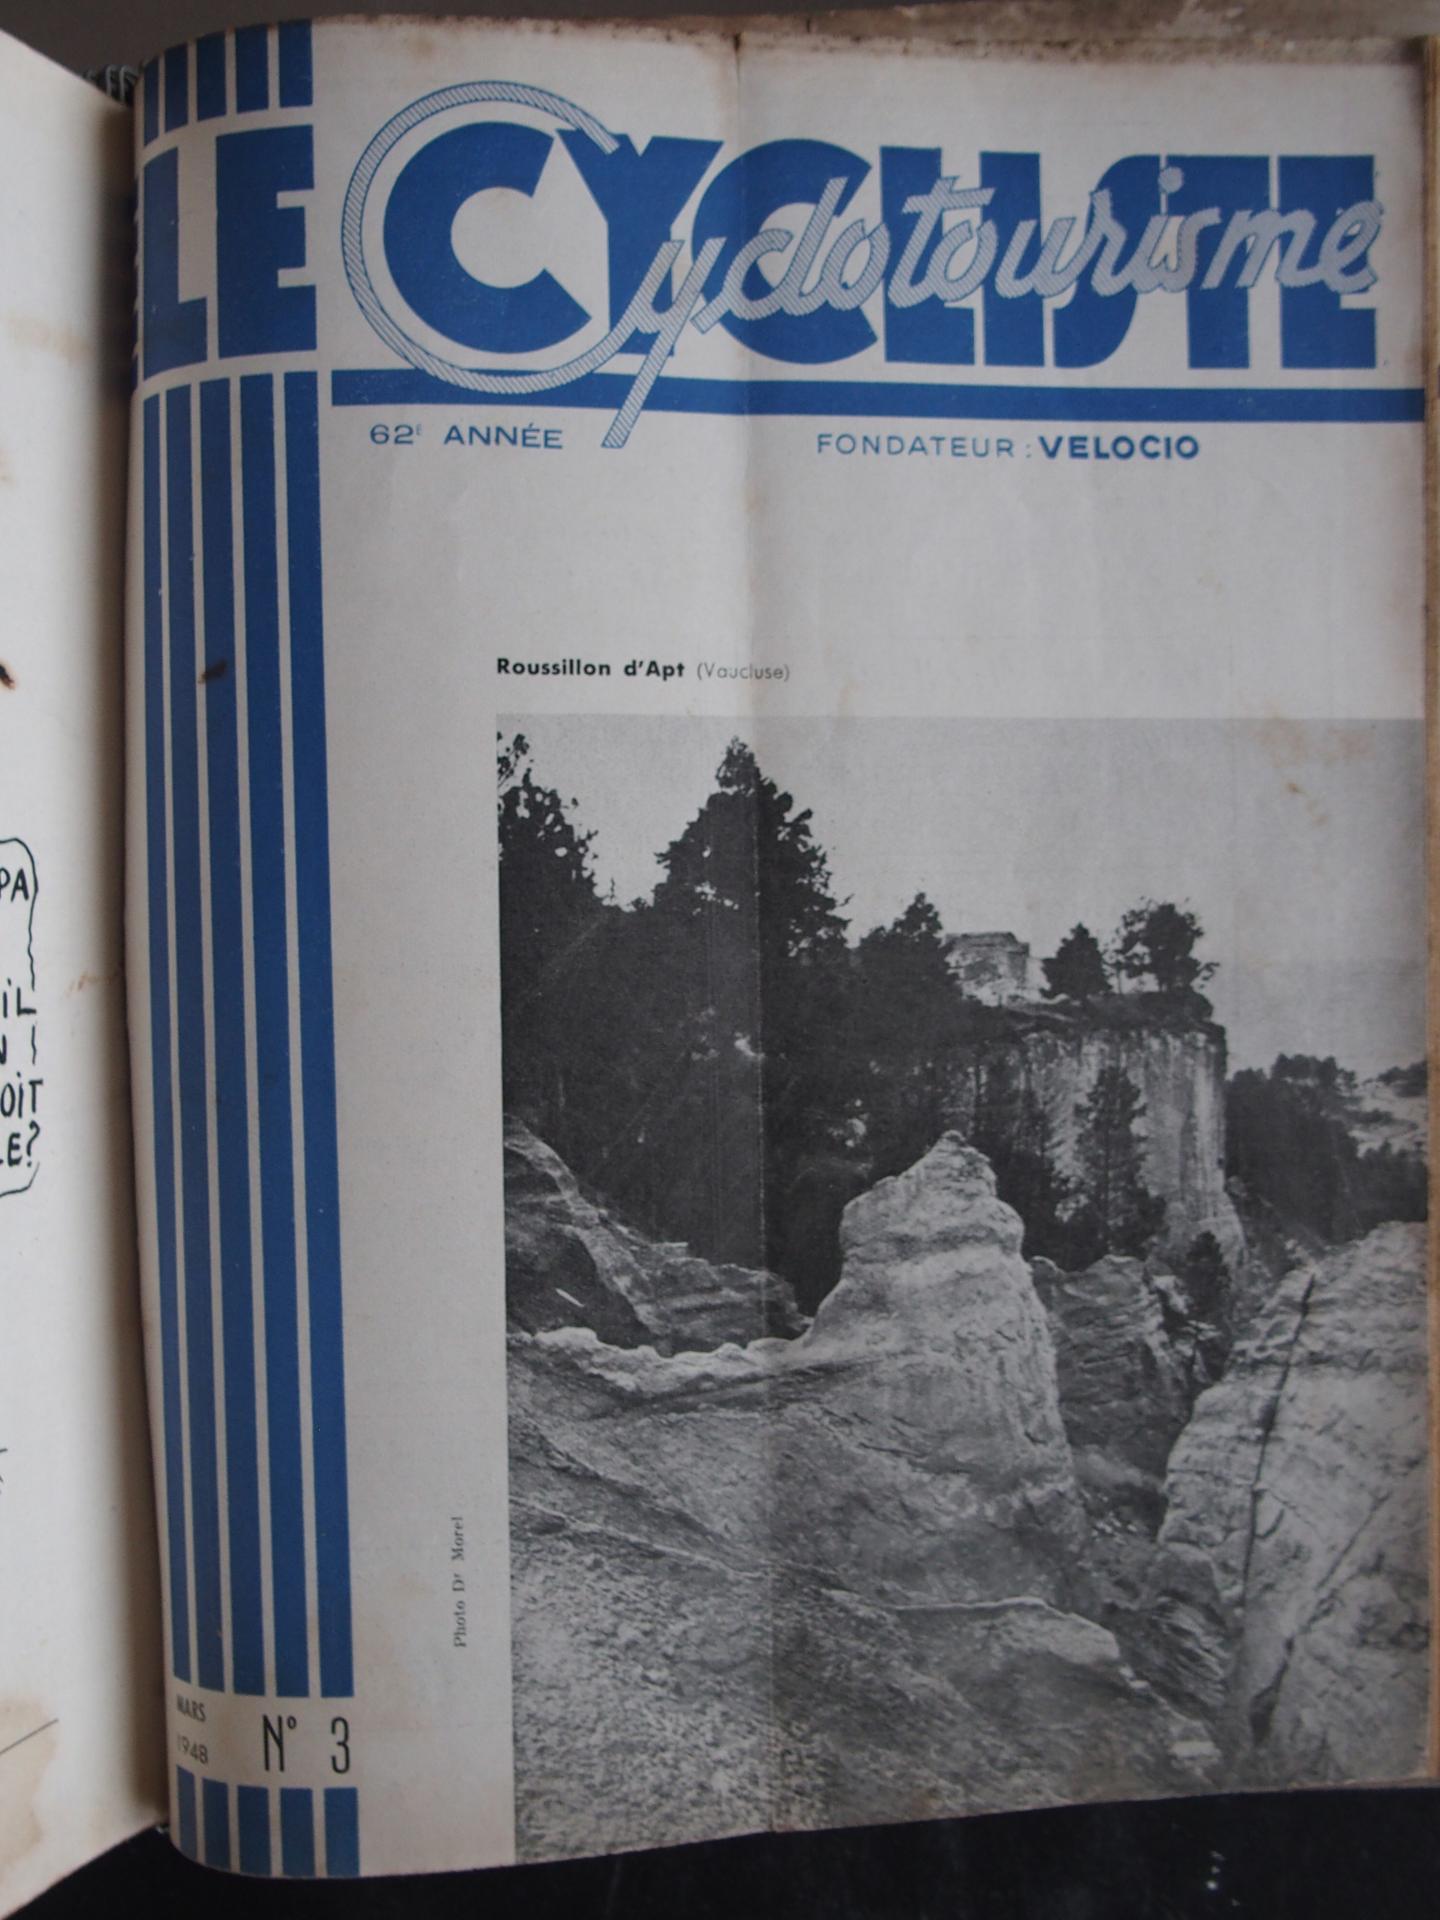 LE CYCLISTE
Cyclotourisme
62E ANNÉE
FONDATEUR : VELOCIO
Roussillon d'Apt (Vaucluse)
Photo Dr Morel
MARS
1948
N° 3
PA
iL
N
OiT
LE?